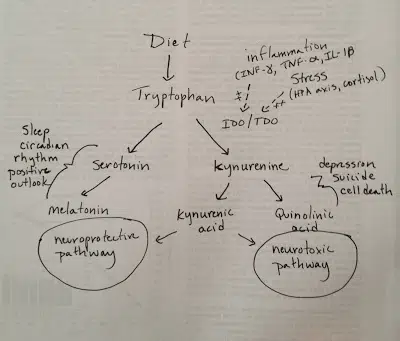 Diet
inflammation
(INF-γ, TNF-α, IL-1β
Tryptophan
Stress
(HPA axis, cortisol)
++
IDO/TDO
Sleep
circadian
rhythm
positive
outlook
Serotonin
Kynurenine
depression
suicide
cell death
Melatonin
Kynurenic
acid
Quinolinic
acid
neuroprotective
pathway
neurotoxic
pathway